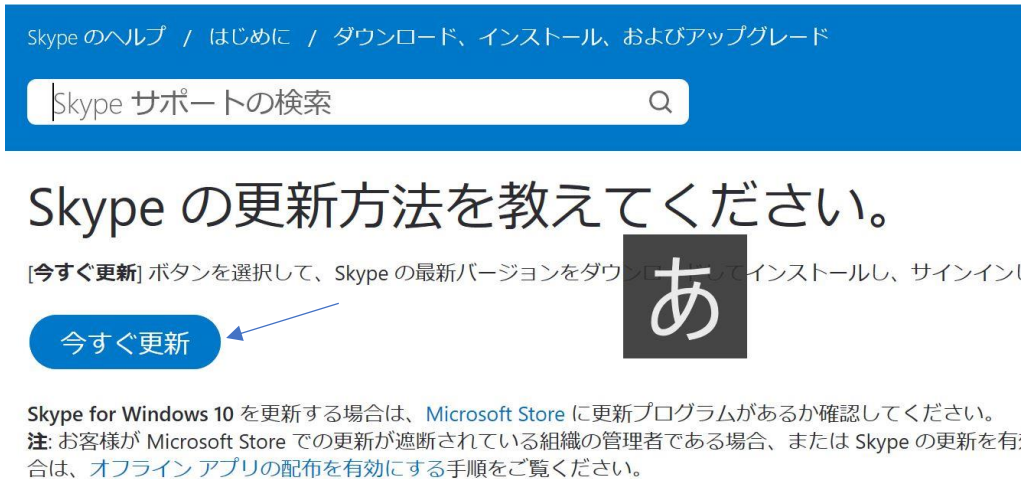 Skype のヘルプ / はじめに / ダウンロード、インストール、およびアップグレード
Skype サポートの検索
Skype の更新方法を教えてください。
[今すぐ更新] ボタンを選択して、Skype の最新バージョンをダウンロードしてインストールし、サインインし
あ
今すぐ更新
Skype for Windows 10 を更新する場合は、Microsoft Store に更新プログラムがあるか確認してください。
注: お客様が Microsoft Store での更新が遮断されている組織の管理者である場合、または Skype の更新を有
合は、オフライン アプリの配布を有効にする手順をご覧ください。